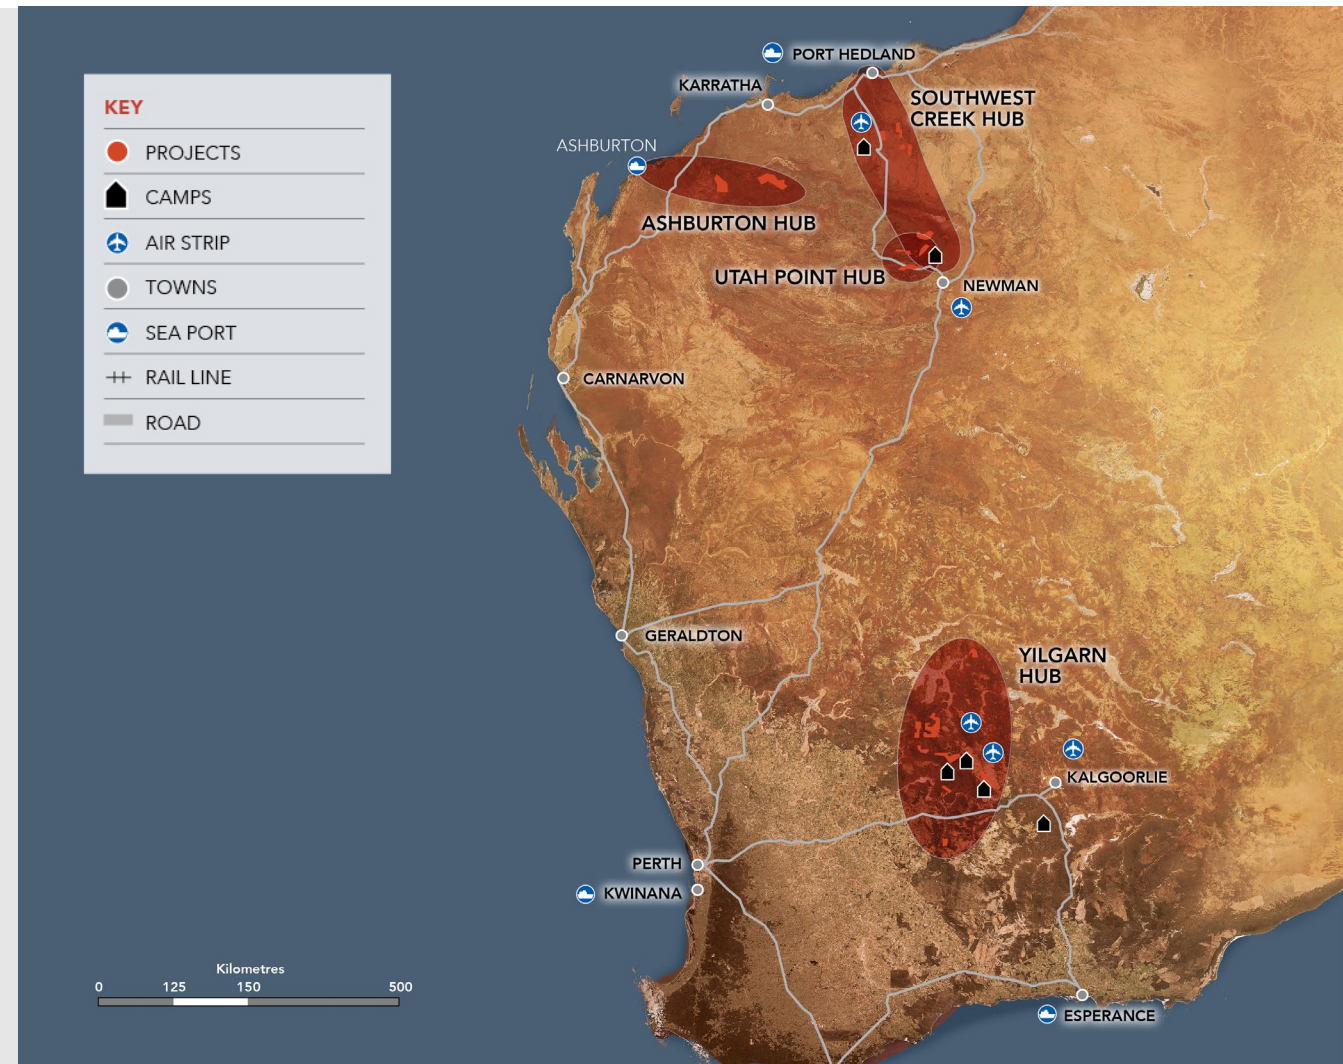 KEY
PROJECTS
CAMPS
AIR STRIP
TOWNS
SEA PORT
RAIL LINE
ROAD
PORT HEDLAND
KARRATHA
SOUTHWEST
CREEK HUB
ASHBURTON
ASHBURTON HUB
UTAH POINT HUB
NEWMAN
CARNARVON
GERALDTON
YILGARN
HUB
KALGOORLIE
PERTH
KWINANA
ESPERANCE
Kilometres
0 125 150 500